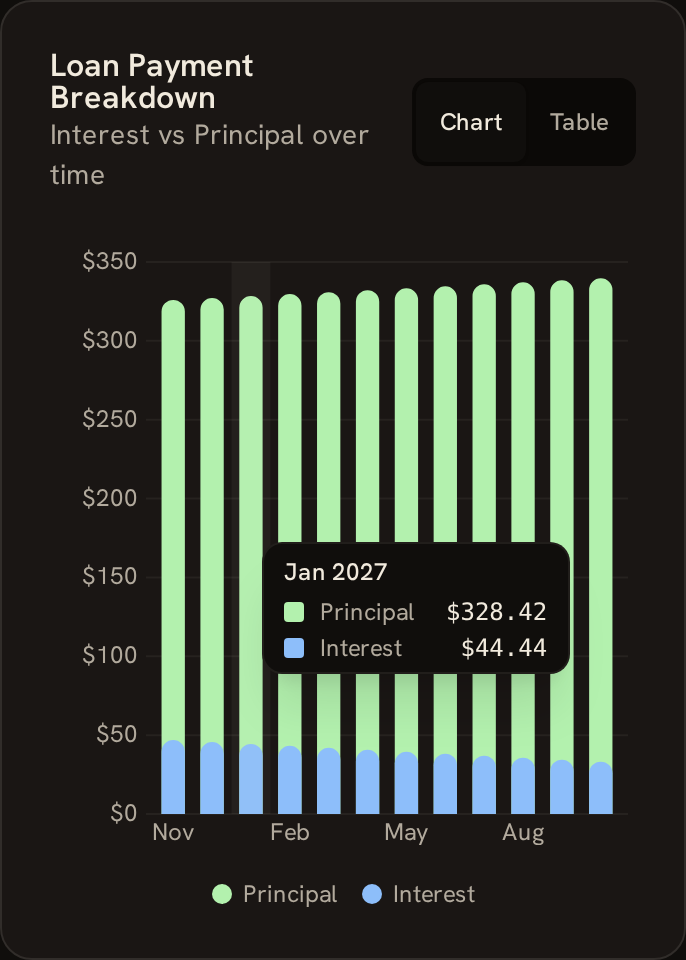 Loan Payment
Breakdown
Interest vs Principal over
time
Chart
Table
$350
$300
$250
$200
$150
$100
$50
$0
Jan 2027
Principal $328.42
Interest $44.44
Nov Feb May Aug
Principal Interest